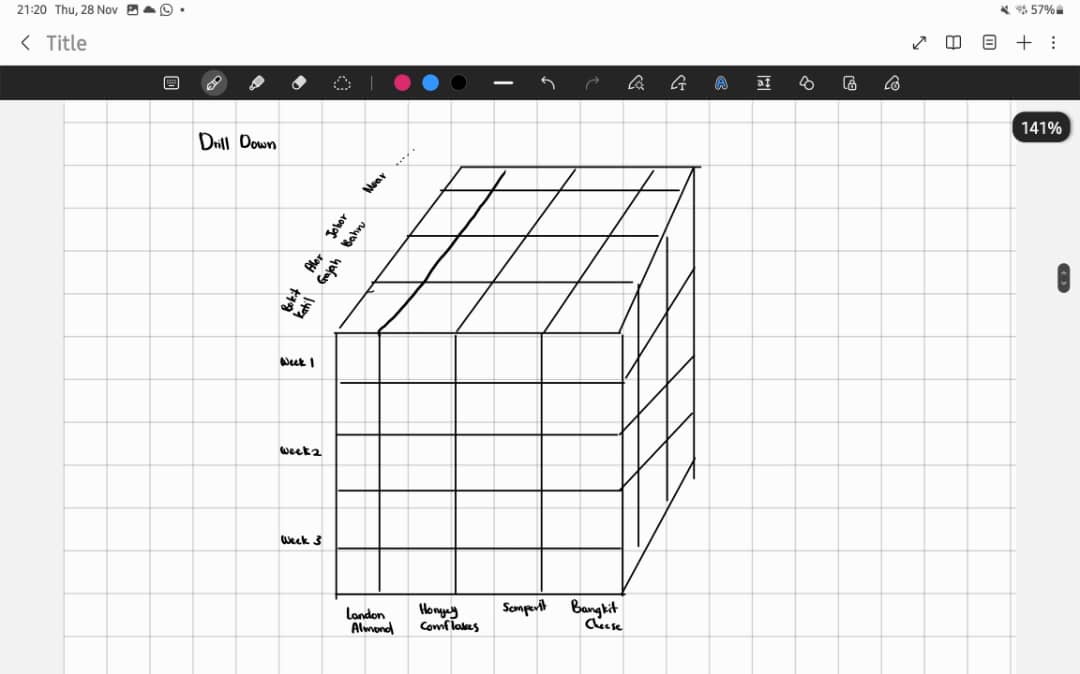 21:20 Thu, 28 Nov
57%
Title
141%
Drill Down
Near ....
Johor
Bahru
Ayer
Gajah
Bukit
Katil
Week 1
Week 2
Week 3
London
Almond
Honey
Cornflakes
Semperit
Bangkit
Cheese